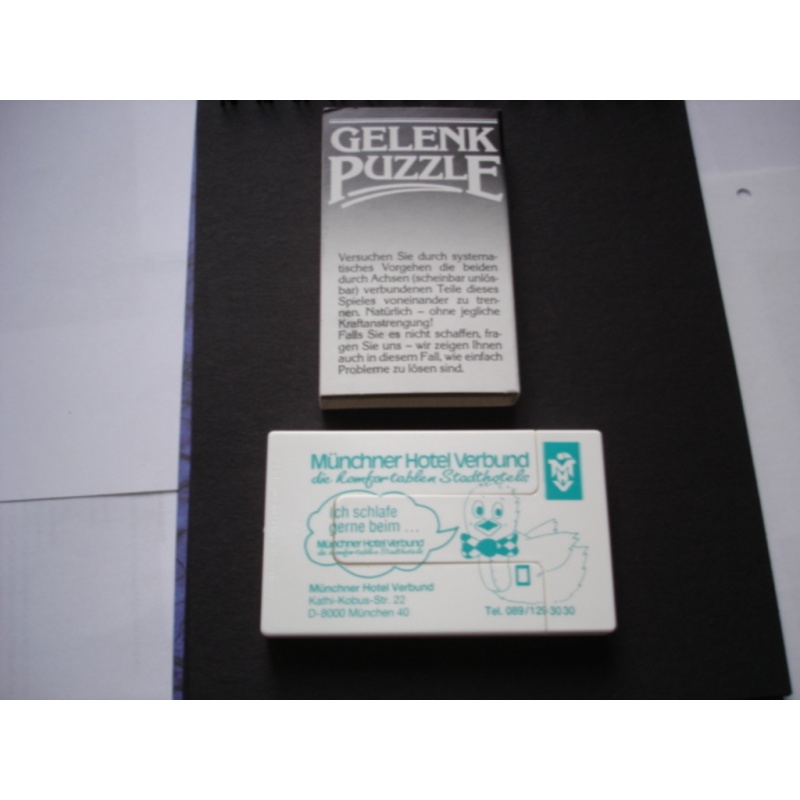 GELENK
PUZZLE
Versuchen Sie durch systema-
tisches Vorgehen die beiden
durch Achsen (scheinbar unlös-
bar) verbundenen Teile dieses
Spieles voneinander zu tren-
nen. Natürlich – ohne jegliche
Kraftanstrengung!
Falls Sie es nicht schaffen, fra-
gen Sie uns – wir zeigen Ihnen
auch in diesem Fall, wie einfach
Probleme zu lösen sind.
Münchner Hotel Verbund
die komfortablen Stadthotels
Ich schlafe
gerne beim ...
Münchner Hotel Verbund
die komfortablen Stadthotels
Münchner Hotel Verbund
Kathi-Kobus-Str. 22
D-8000 München 40
Tel. 089/129 30 30